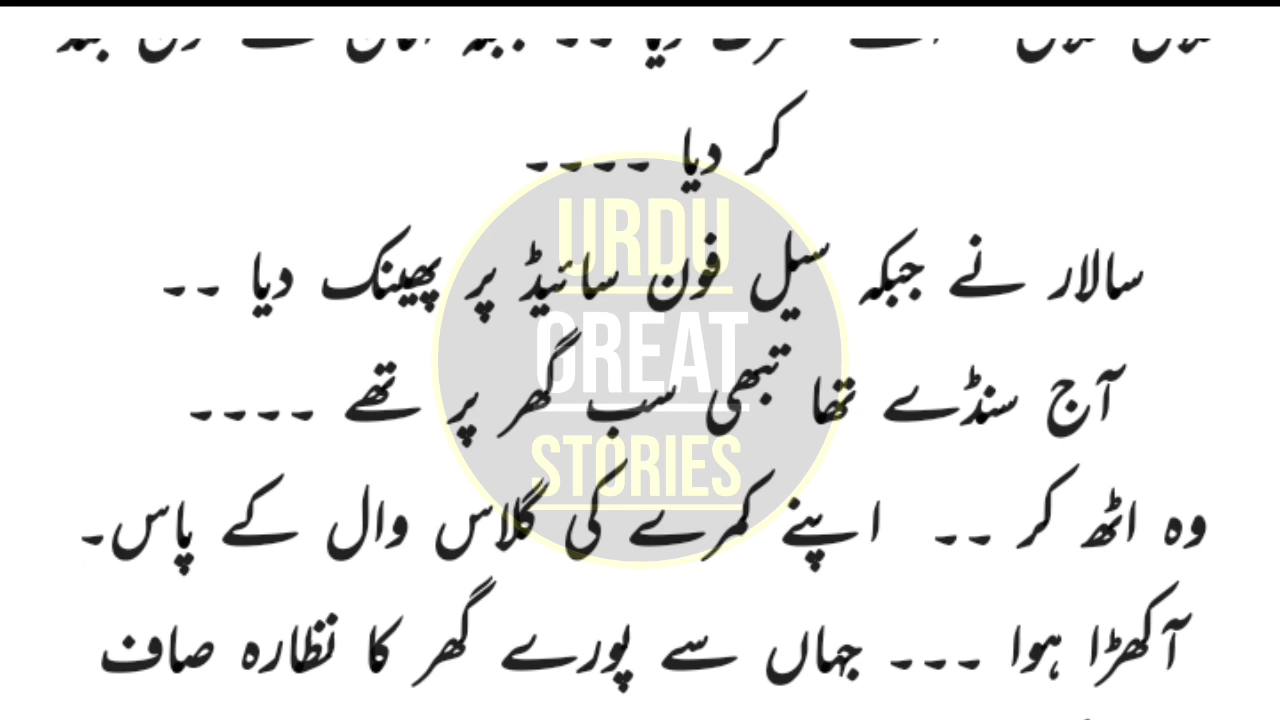 کر دیا ۔۔۔۔
سالار نے جبکہ سیل فون سائیڈ پر پھینک دیا ۔۔
آج سنڈے تھا تبھی سب گھر پر تھے ۔۔۔۔
وہ اٹھ کر ۔۔ اپنے کمرے کی گلاس وال کے پاس۔
آکھڑا ہوا ۔۔۔ جہاں سے پورے گھر کا نظارہ صاف
URDU
GREAT
STORIES